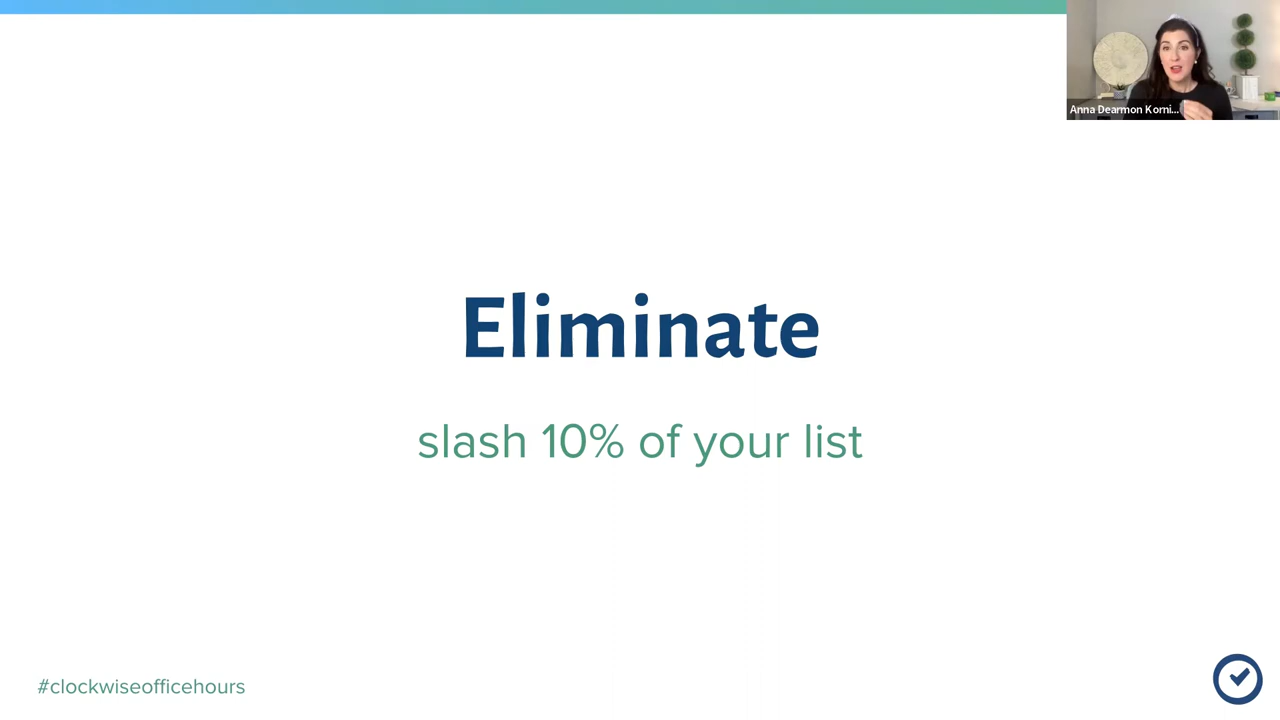 Anna Dearmon Korni...
Eliminate
slash 10% of your list
#clockwiseofficehours